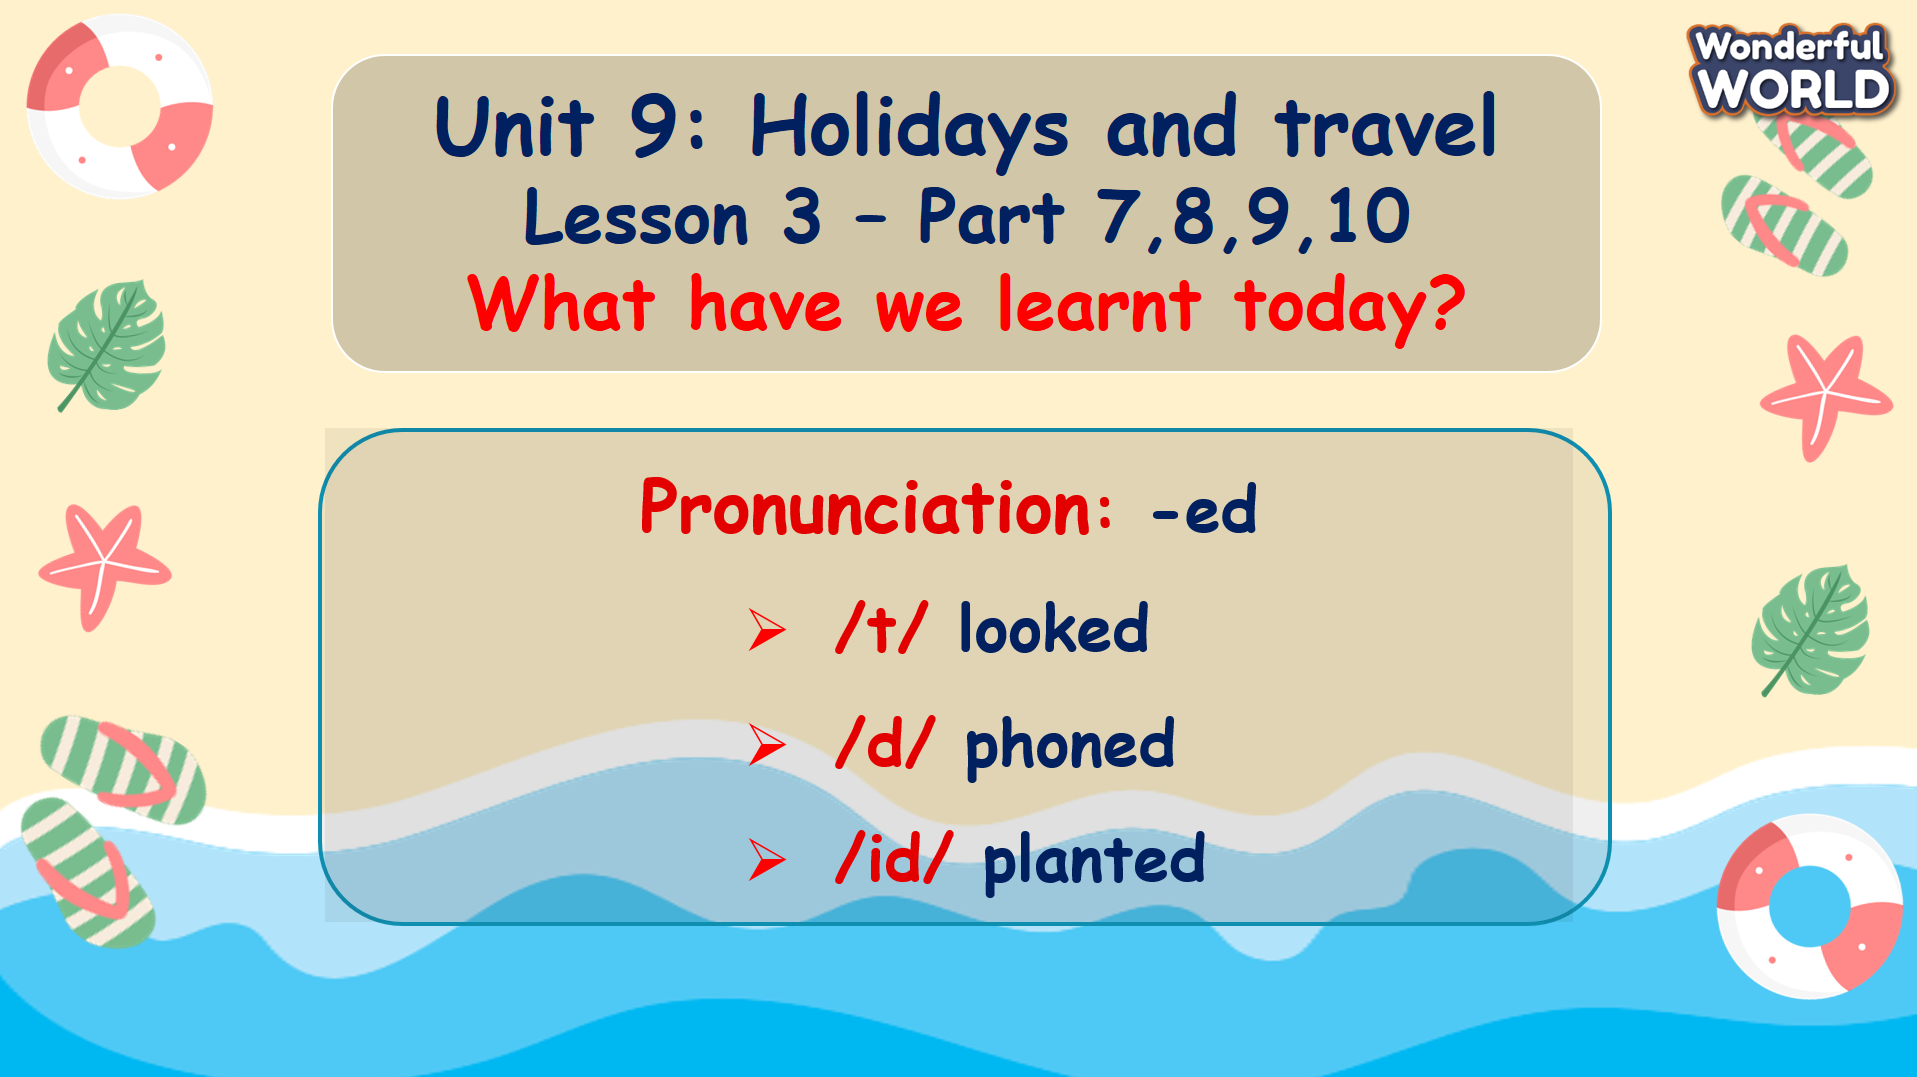 Wonderful
WORLD
Unit 9: Holidays and travel
Lesson 3 – Part 7,8,9,10
What have we learnt today?
Pronunciation: -ed
➢ /t/ looked
➢ /d/ phoned
➢ /id/ planted